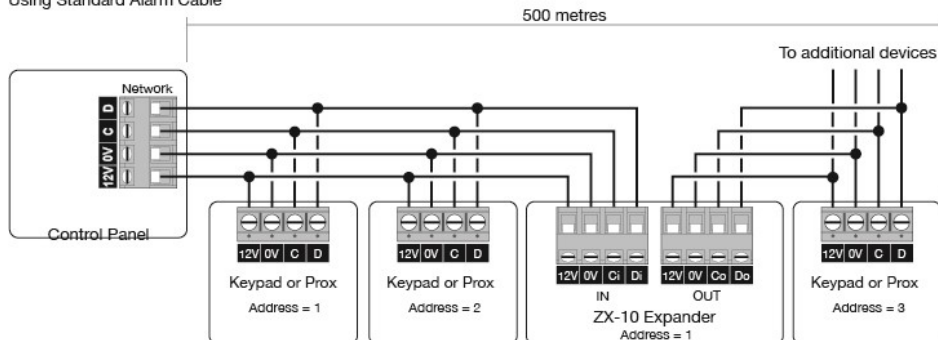 Using Standard Alarm Cable
500 metres
To additional devices
Network
D
C
0V
12V
Control Panel
12V 0V C D
Keypad or Prox
Address = 1
12V 0V C D
Keypad or Prox
Address = 2
12V 0V Ci Di
IN
12V 0V Co Do
OUT
ZX-10 Expander
Address = 1
12V 0V C D
Keypad or Prox
Address = 3